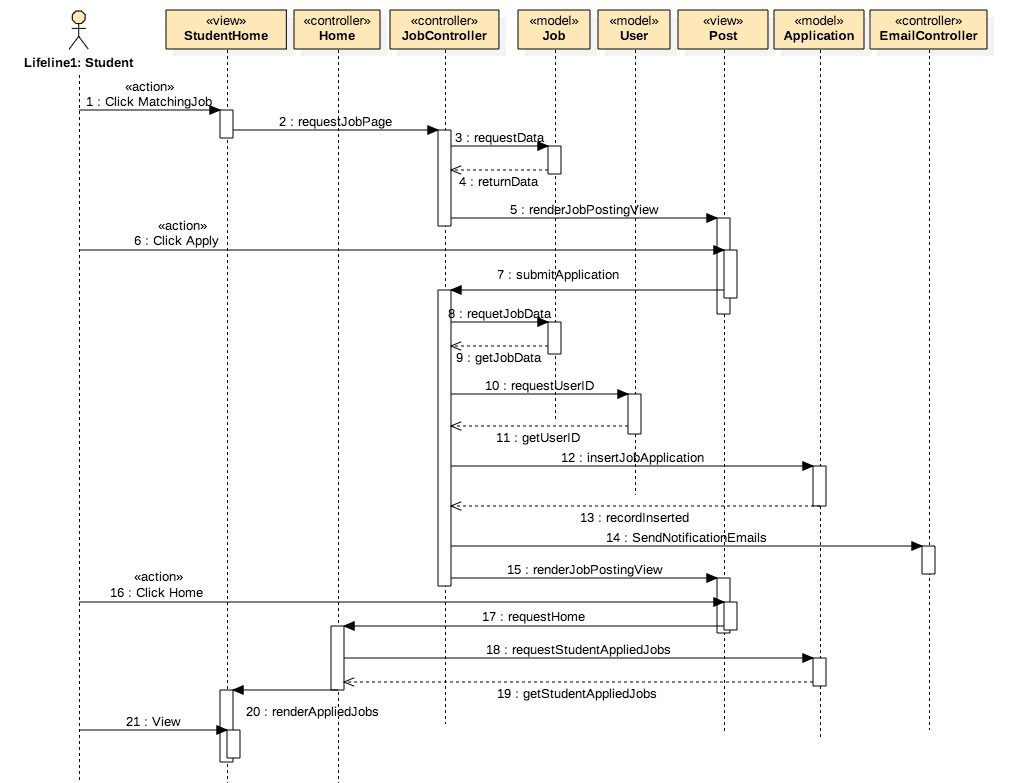 «view»
StudentHome
«controller»
Home
«controller»
JobController
«model»
Job
«model»
User
«view»
Post
«model»
Application
«controller»
EmailController
Lifeline1: Student
«action»
1 : Click MatchingJob
2 : requestJobPage
3 : requestData
4 : returnData
5 : renderJobPostingView
«action»
6 : Click Apply
7 : submitApplication
8 : requetJobData
9 : getJobData
10 : requestUserID
11 : getUserID
12 : insertJobApplication
13 : recordInserted
14 : SendNotificationEmails
15 : renderJobPostingView
«action»
16 : Click Home
17 : requestHome
18 : requestStudentAppliedJobs
19 : getStudentAppliedJobs
20 : renderAppliedJobs
21 : View